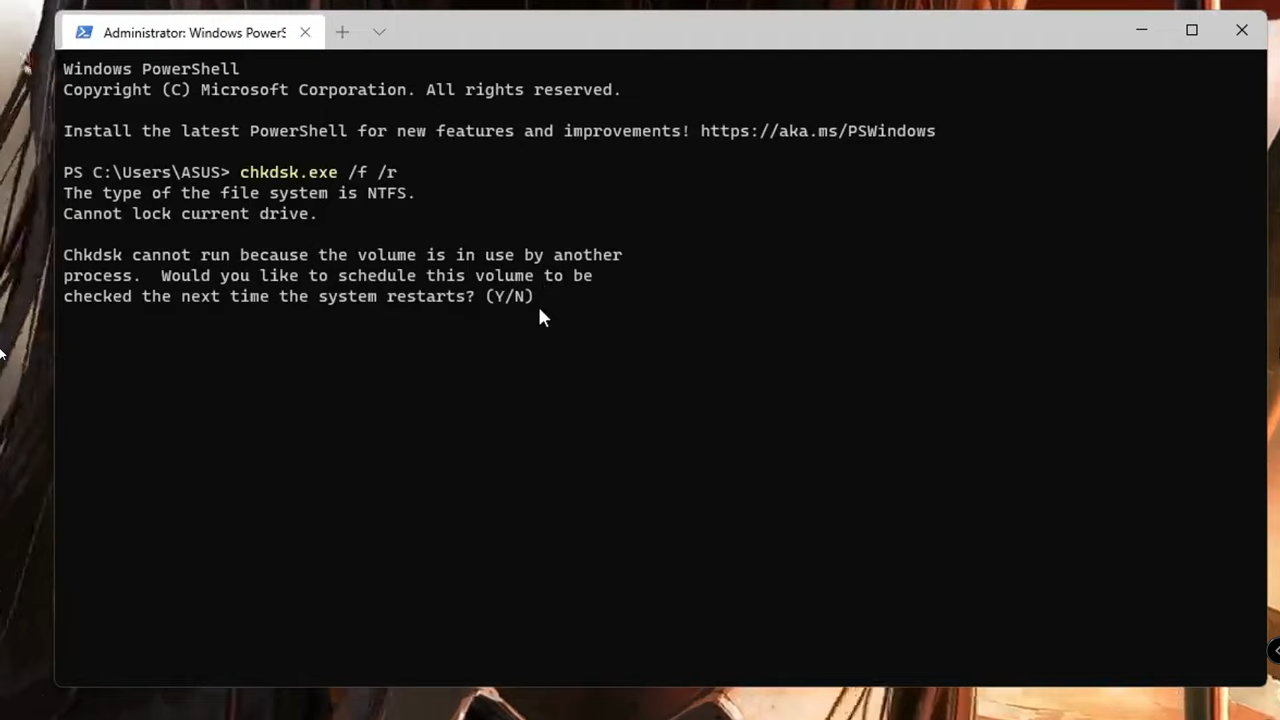 Administrator: Windows PowerS
Windows PowerShell
Copyright (C) Microsoft Corporation. All rights reserved.
Install the latest PowerShell for new features and improvements! https://aka.ms/PSWindows
PS C:\Users\ASUS> chkdsk.exe /f /r
The type of the file system is NTFS.
Cannot lock current drive.
Chkdsk cannot run because the volume is in use by another
process.  Would you like to schedule this volume to be
checked the next time the system restarts? (Y/N)